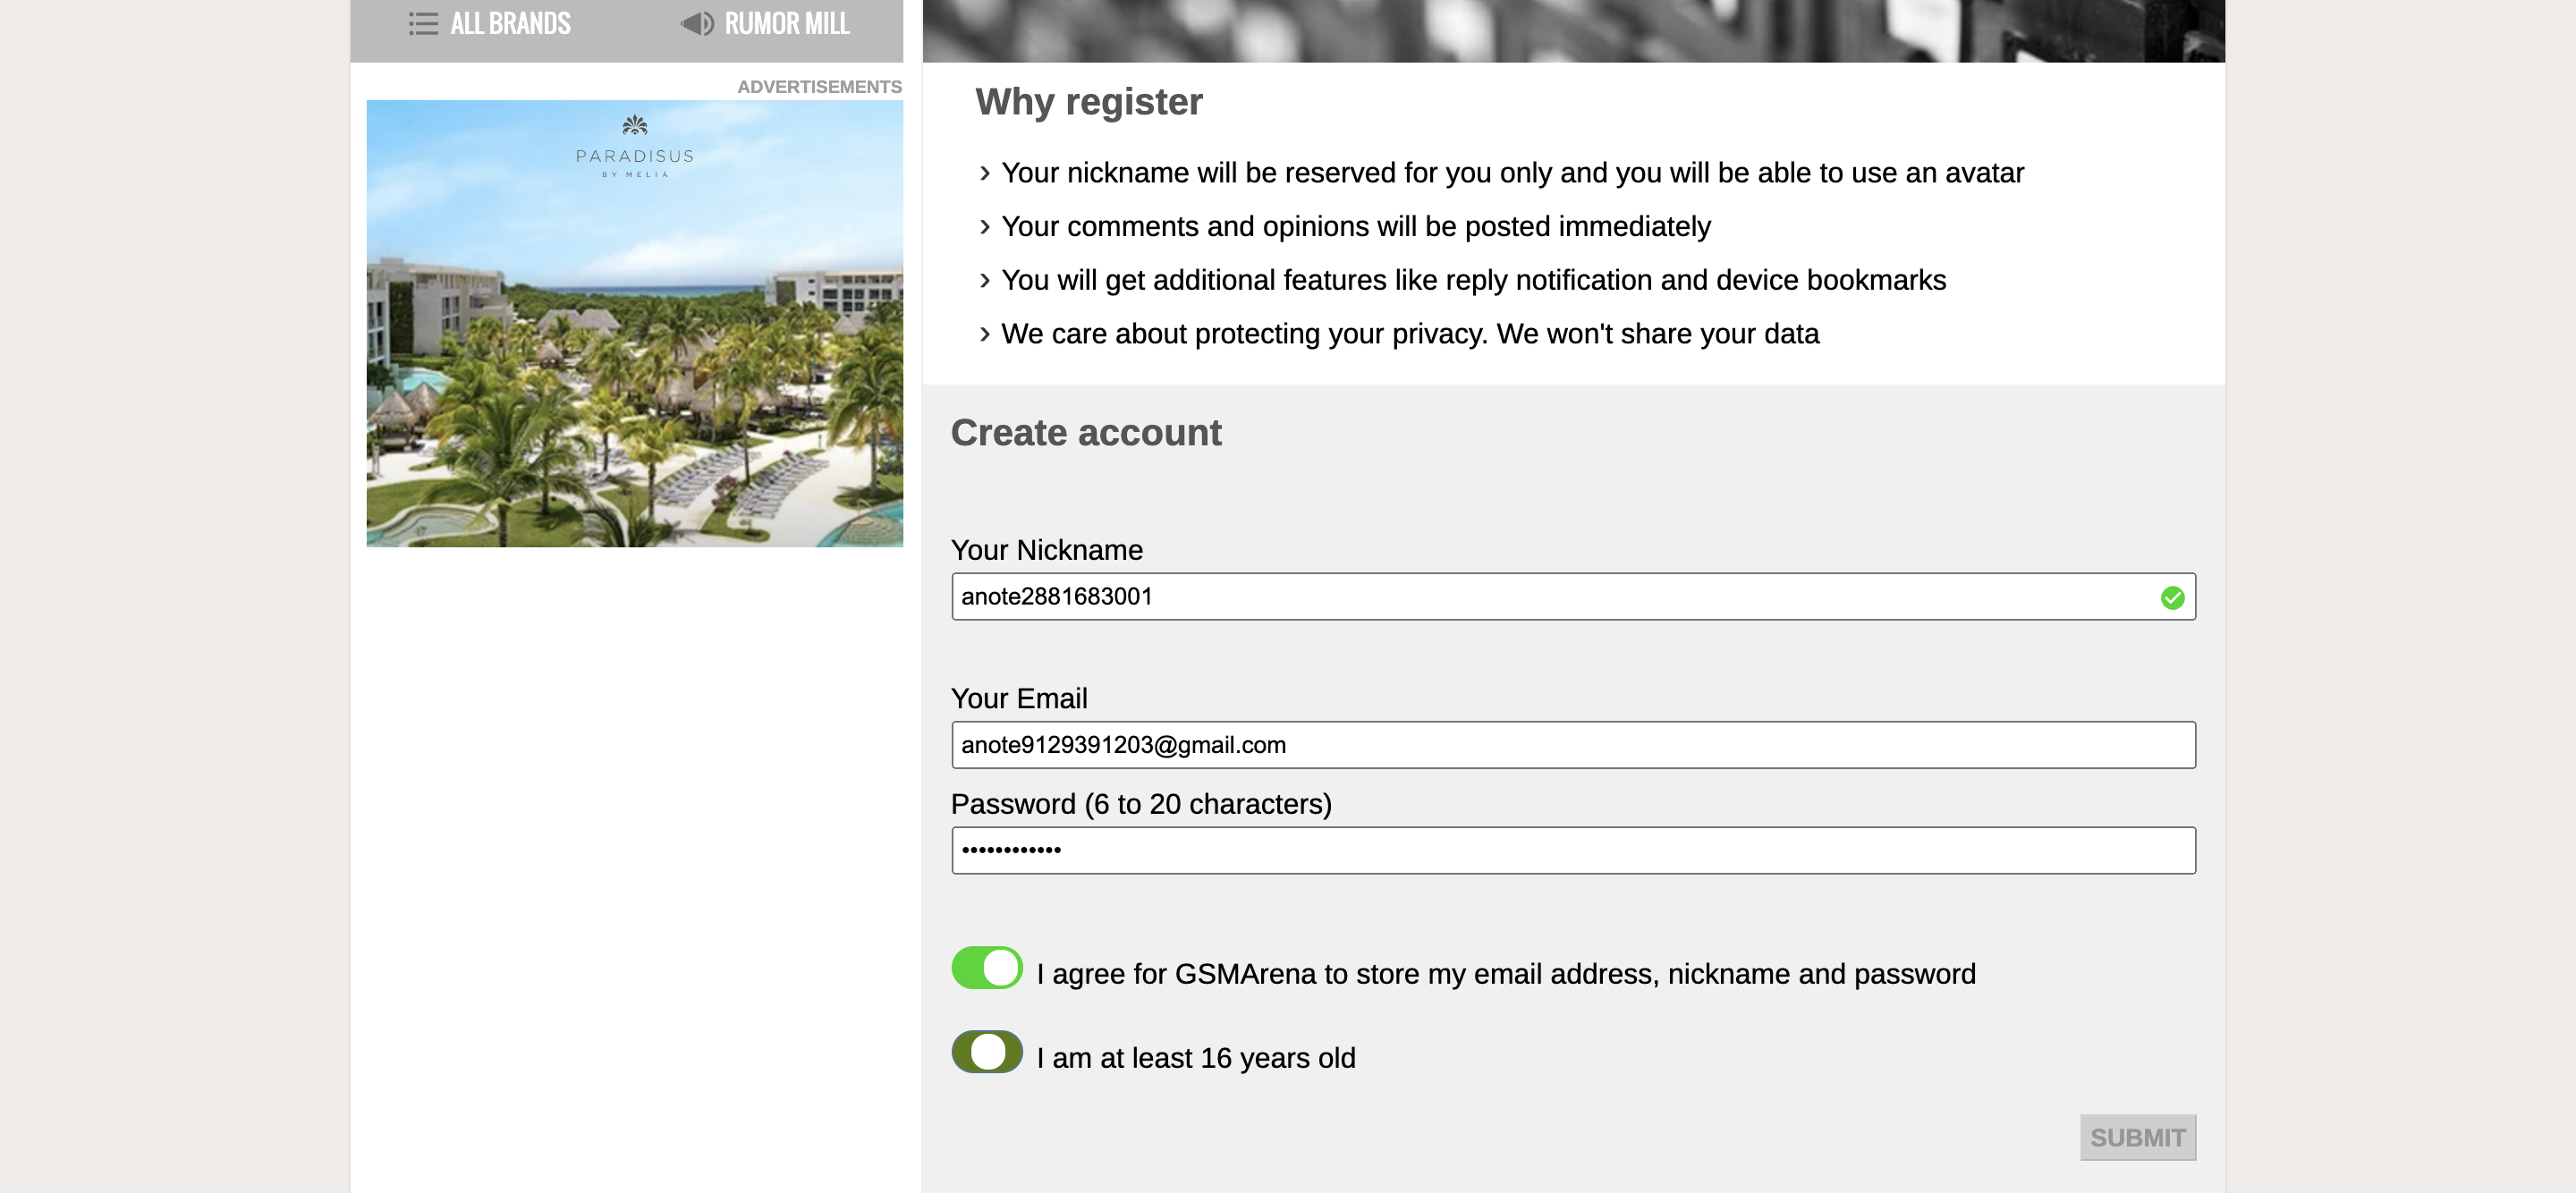 ALL BRANDS
RUMOR MILL
ADVERTISEMENTS
PARADISUS
BY MELIÁ
Why register
Your nickname will be reserved for you only and you will be able to use an avatar
Your comments and opinions will be posted immediately
You will get additional features like reply notification and device bookmarks
We care about protecting your privacy. We won't share your data
Create account
Your Nickname
anote2881683001
Your Email
anote9129391203@gmail.com
Password (6 to 20 characters)
••••••••••••
I agree for GSMArena to store my email address, nickname and password
I am at least 16 years old
SUBMIT